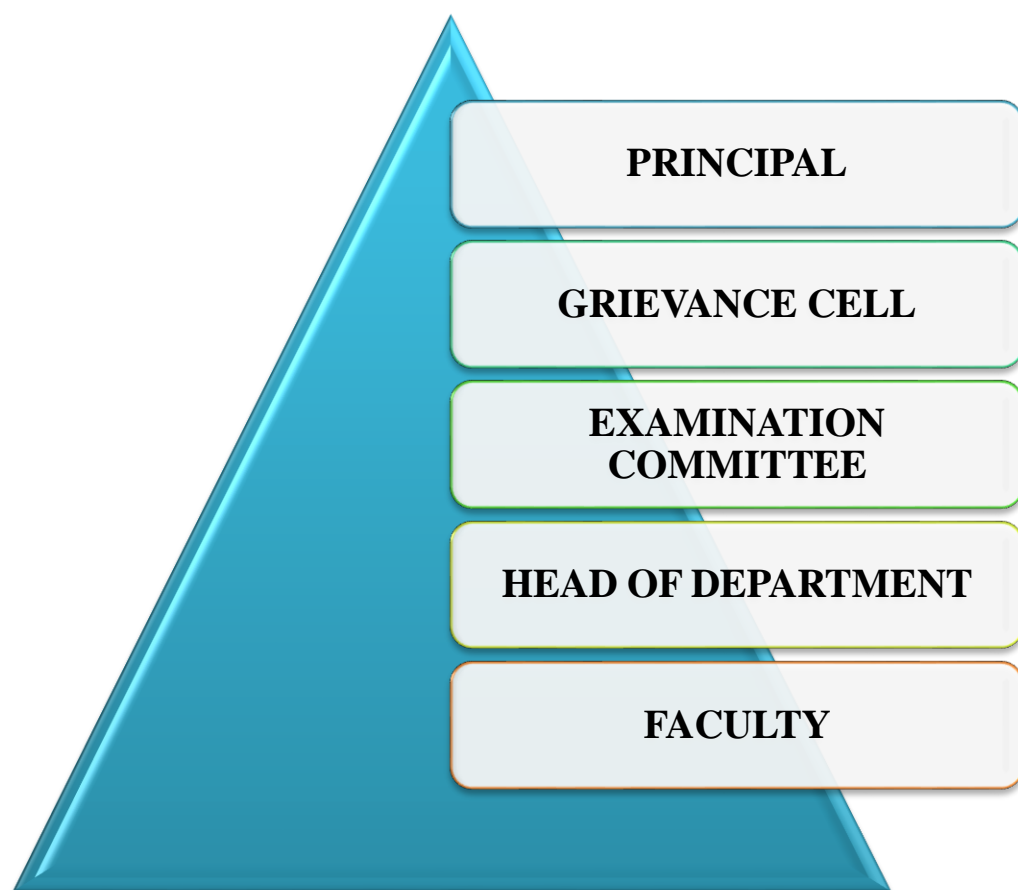 PRINCIPAL
GRIEVANCE CELL
EXAMINATION
COMMITTEE
HEAD OF DEPARTMENT
FACULTY